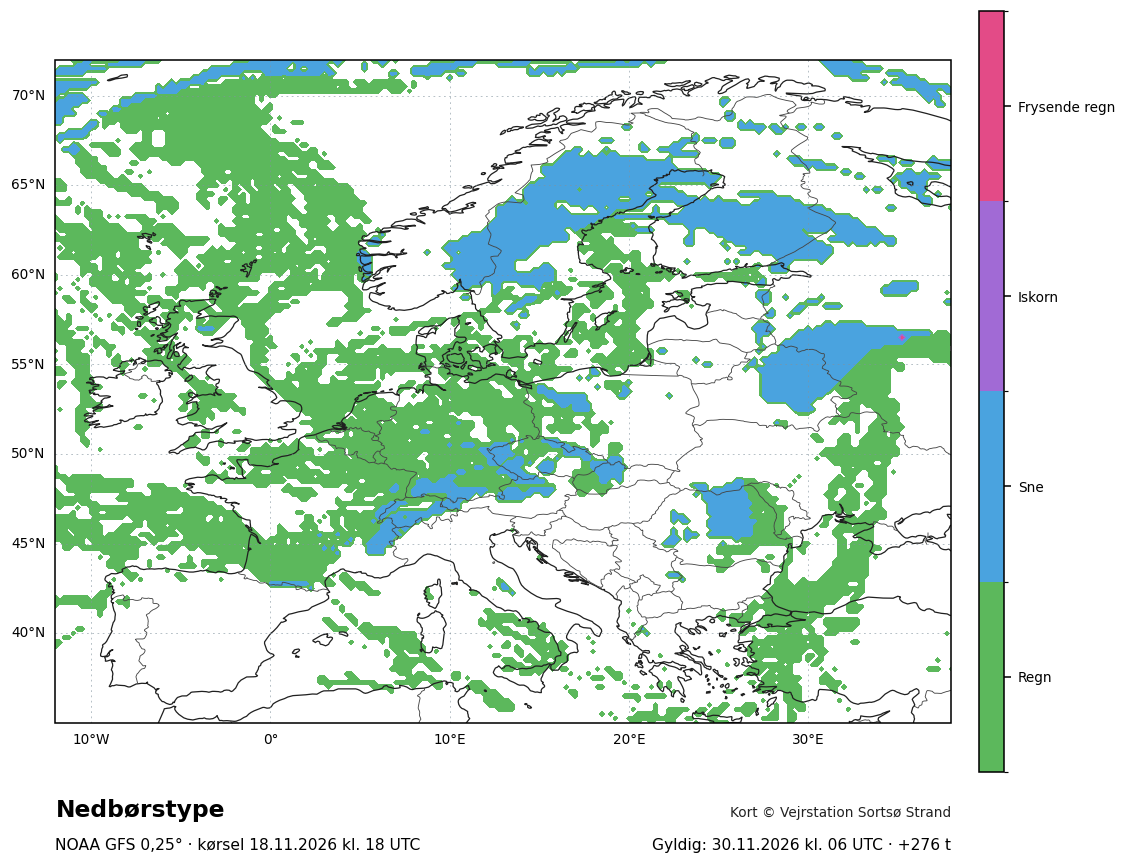 70°N
65°N
60°N
55°N
50°N
45°N
40°N
10°W
0°
10°E
20°E
30°E
Frysende regn
Iskorn
Sne
Regn
Nedbørstype
Kort © Vejrstation Sortsø Strand
NOAA GFS 0,25° · kørsel 18.11.2026 kl. 18 UTC
Gyldig: 30.11.2026 kl. 06 UTC · +276 t